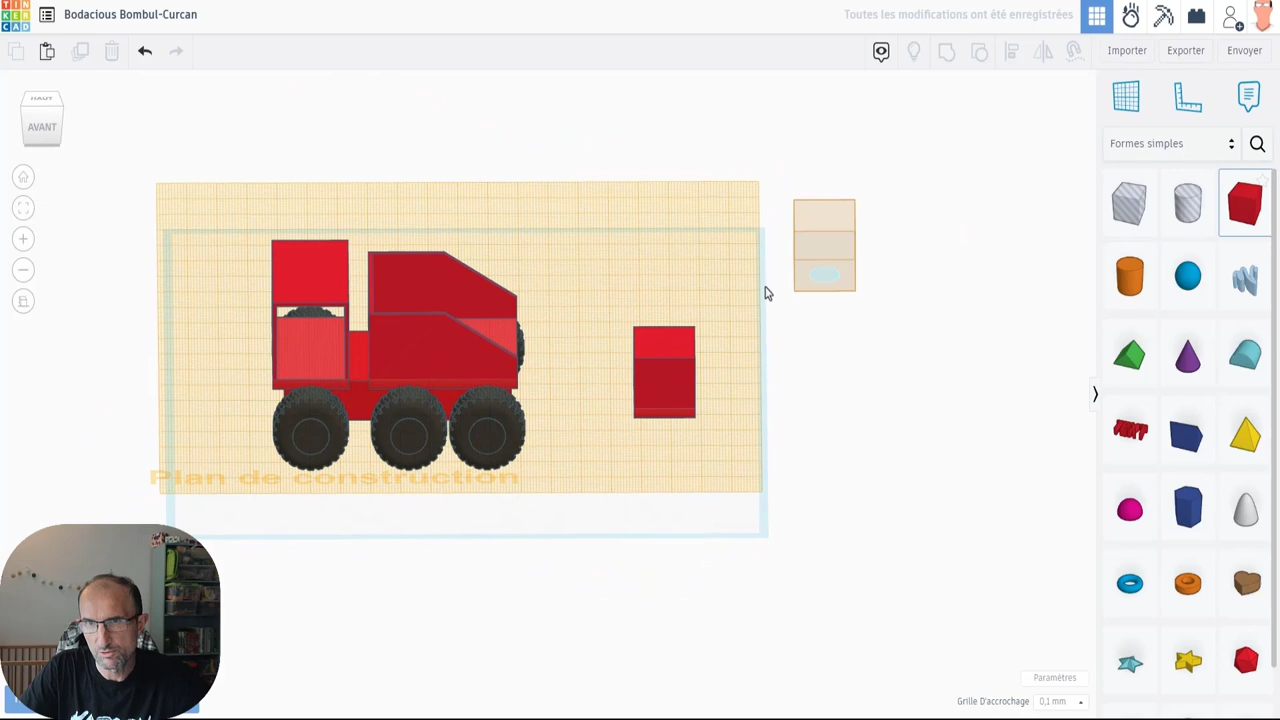 TIN
KER
CAD
Bodacious Bombul-Curcan
Toutes les modifications ont été enregistrées
Importer
Exporter
Envoyer
HAUT
AVANT
Formes simples
Plan de construction
Paramètres
Grille D'accrochage
0,1 mm